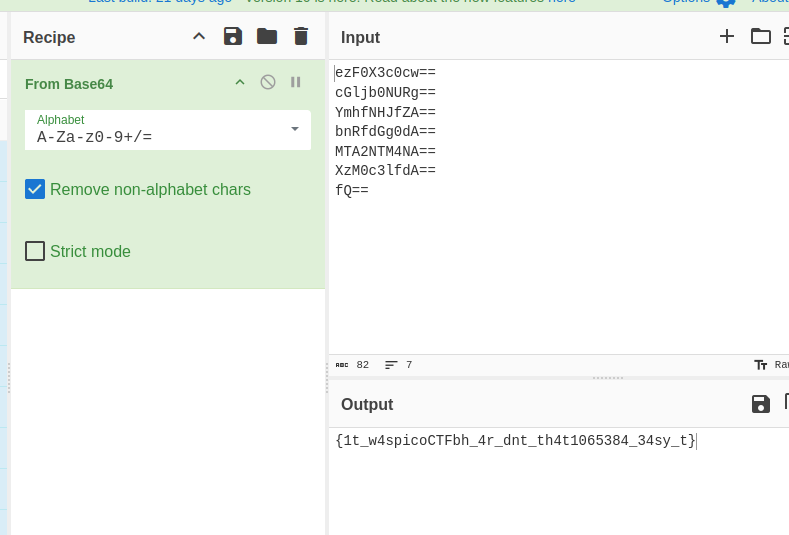 Last build: 21 days ago - Version 10 is here! Read about the new features here
Options
About
Recipe
From Base64
Alphabet
A-Za-z0-9+/=
Remove non-alphabet chars
Strict mode
Input
ezF0X3c0cw==
cGljb0NURg==
YmhfNHJfZA==
bnRfdGg0dA==
MTA2NTM4NA==
XzM0c3lfdA==
fQ==
ABC 82
7
Raw
Output
{1t_w4spicoCTFbh_4r_dnt_th4t1065384_34sy_t}